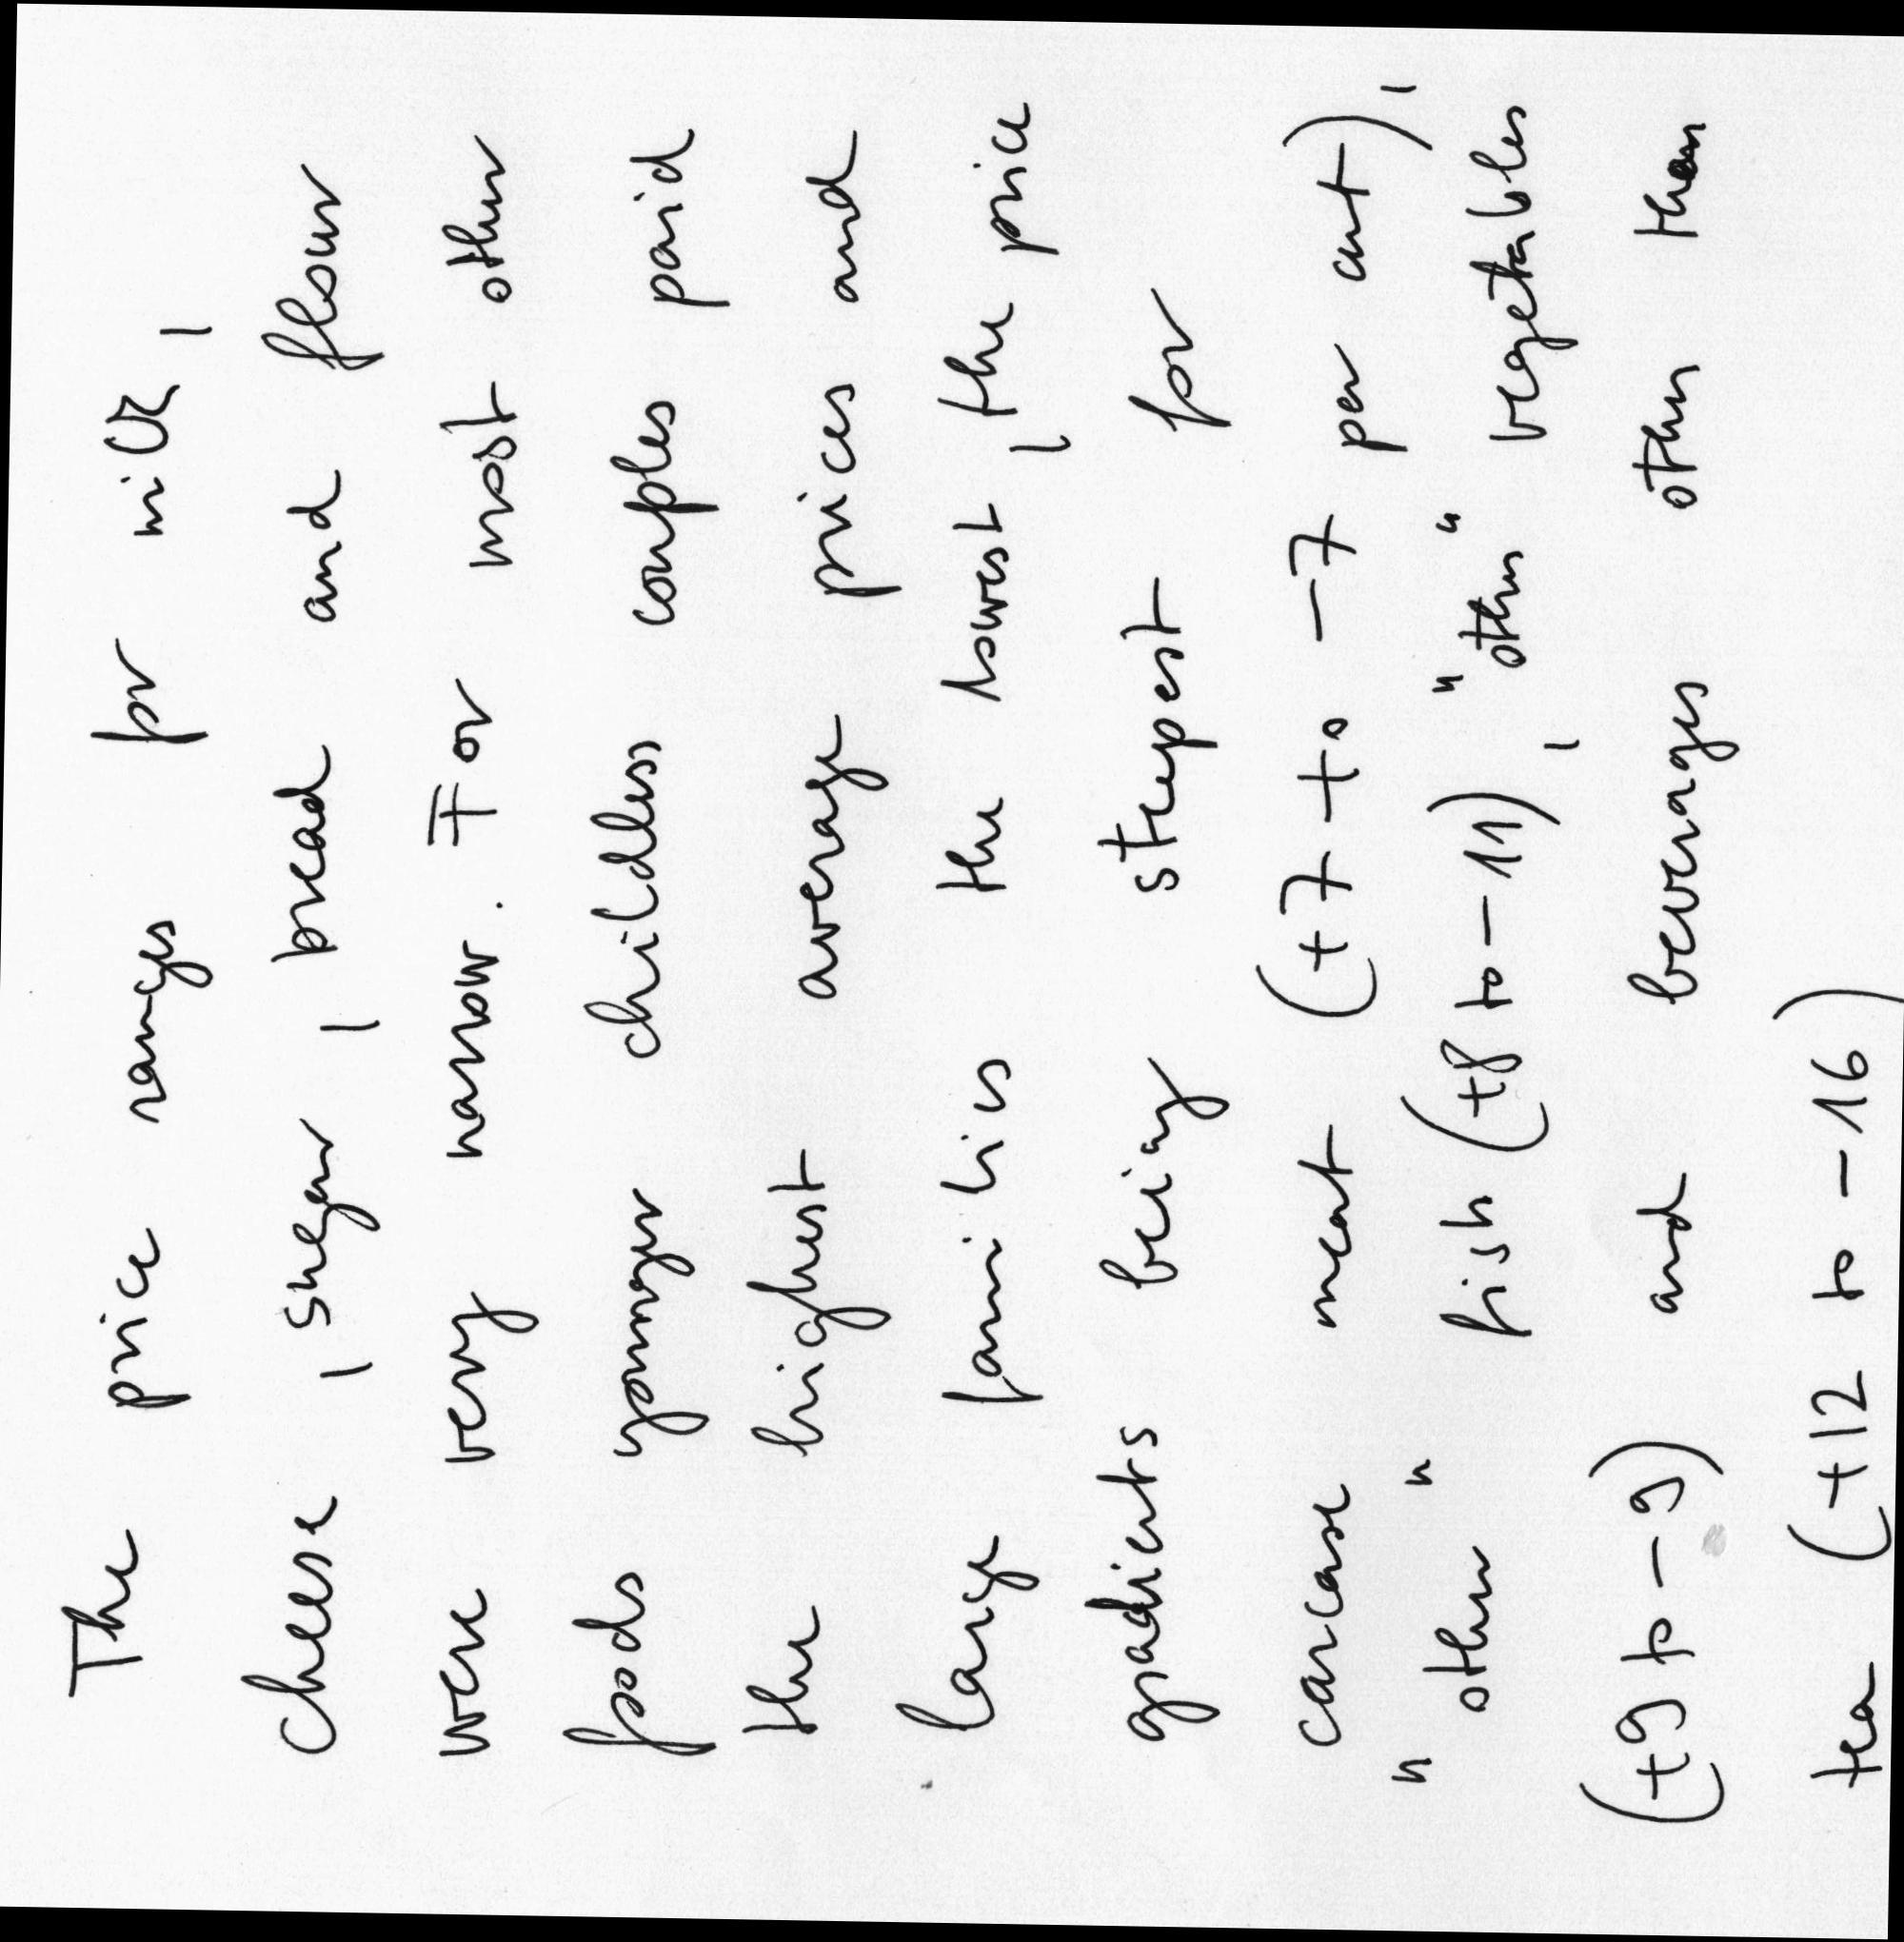 The price ranges for milk,
cheese, sugar, bread and flour
were very narrow. For most other
foods younger childless couples paid
the highest average prices and
large families the lowest, the price
gradients being steepest for
carcase meat (+7 to -7 per cent),
"other" fish (+8 to -11), "other" vegetables
(+9 to -9) and beverages other than
tea (+12 to -16)